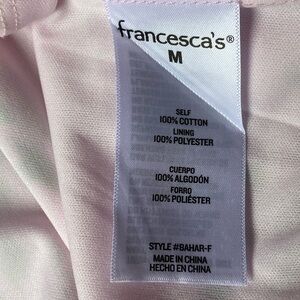 francesca's®
M
SELF
100% COTTON
LINING
100% POLYESTER
CUERPO
100% ALGODÓN
FORRO
100% POLIÉSTER
STYLE #BAHAR-F
MADE IN CHINA
HECHO EN CHINA